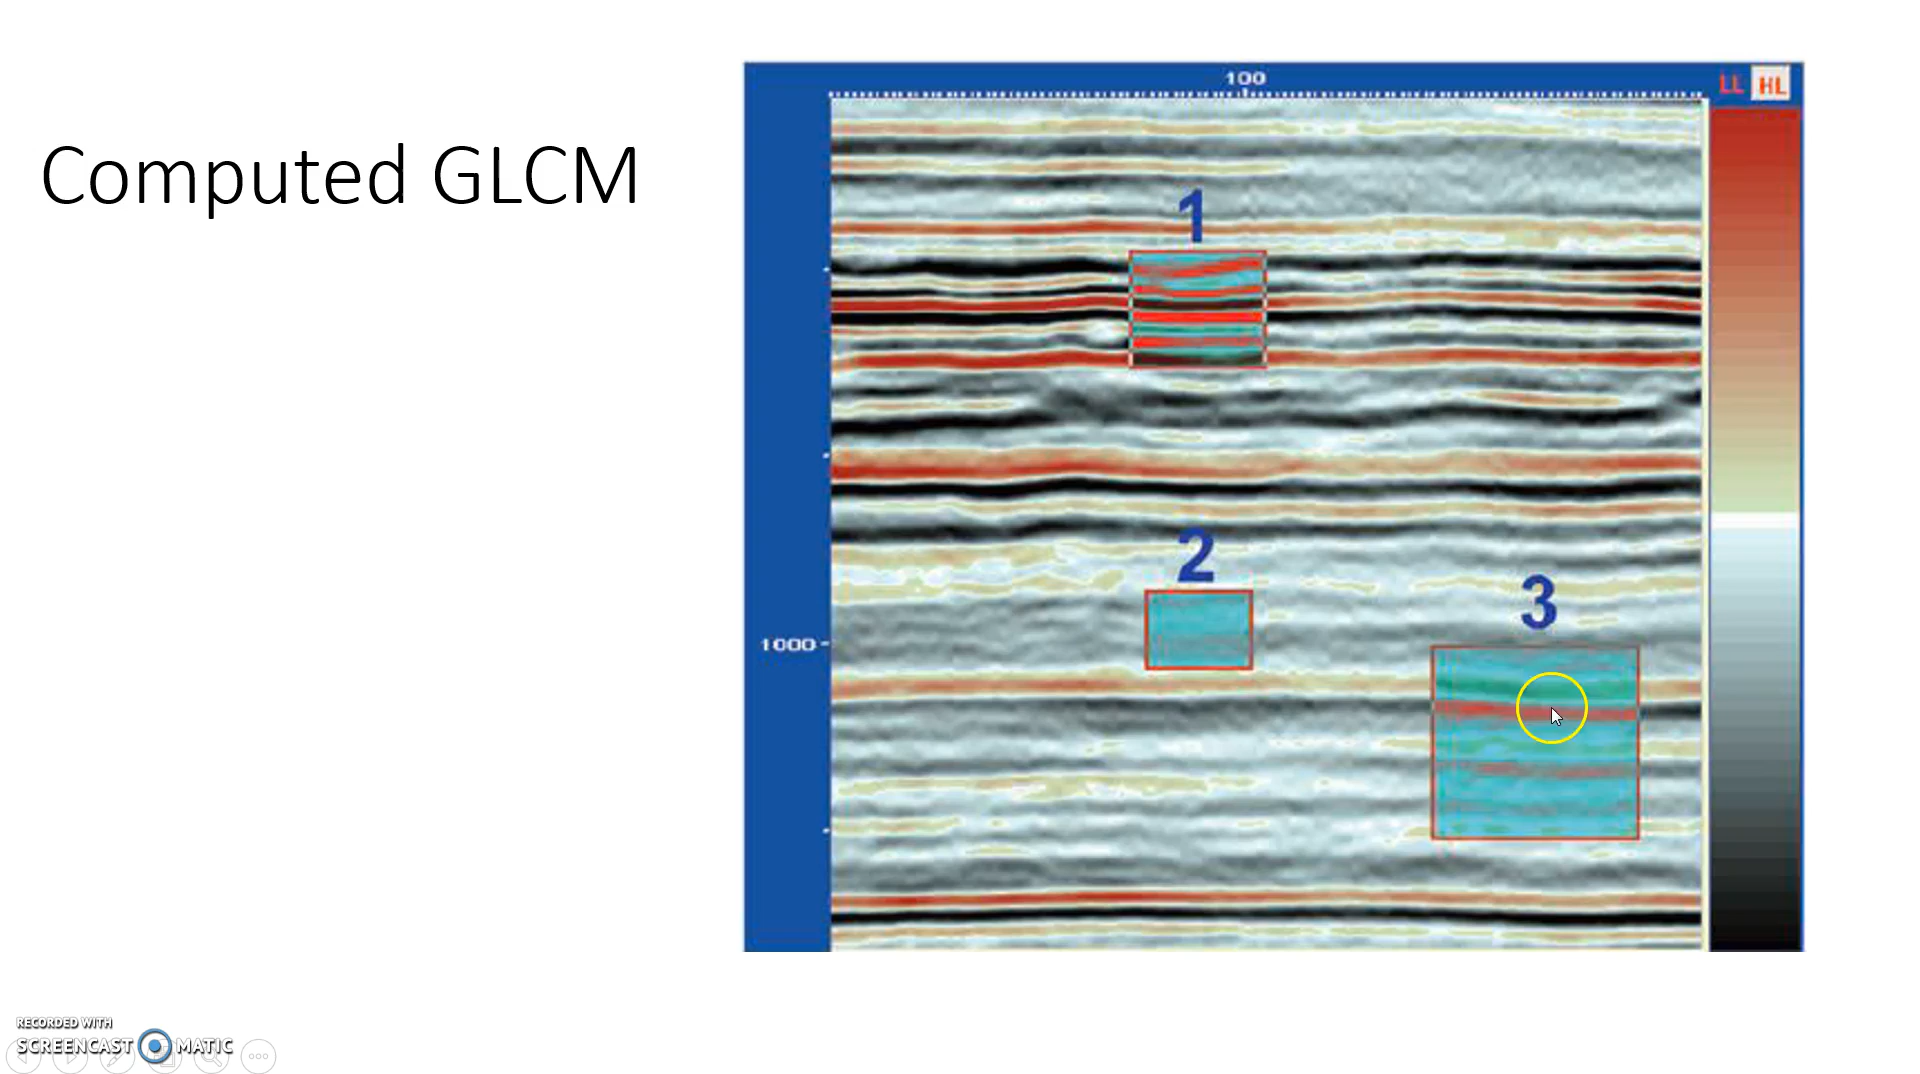 Computed GLCM
100
LL HL
1
2
3
1000
RECORDED WITH
SCREENCAST MATIC